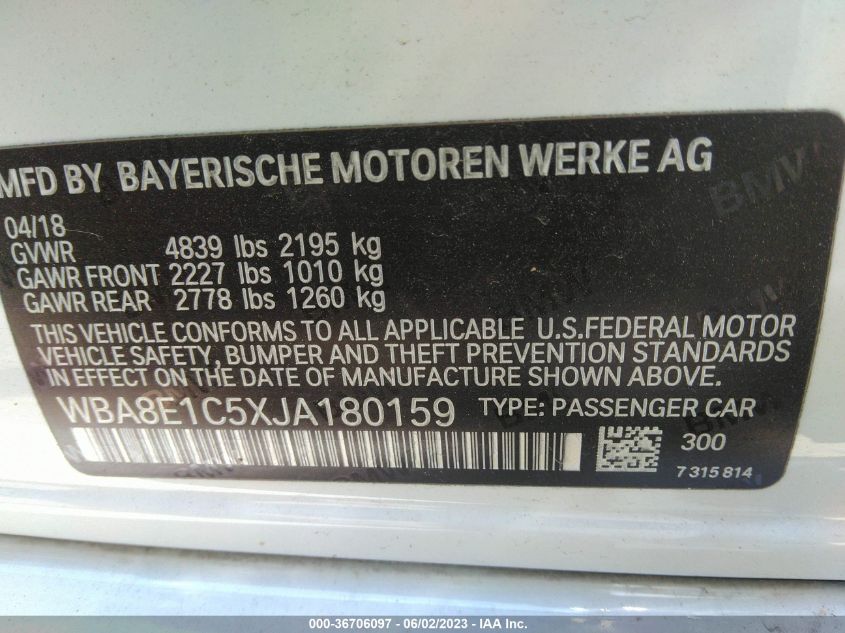 MFD BY BAYERISCHE MOTOREN WERKE AG
04/18
GVWR 4839 lbs 2195 kg
GAWR FRONT 2227 lbs 1010 kg
GAWR REAR 2778 lbs 1260 kg
THIS VEHICLE CONFORMS TO ALL APPLICABLE U.S.FEDERAL MOTOR
VEHICLE SAFETY, BUMPER AND THEFT PREVENTION STANDARDS
IN EFFECT ON THE DATE OF MANUFACTURE SHOWN ABOVE.
WBA8E1C5XJA180159 TYPE: PASSENGER CAR
300
7 315 814
BMW
000-36706097 - 06/02/2023 - IAA Inc.